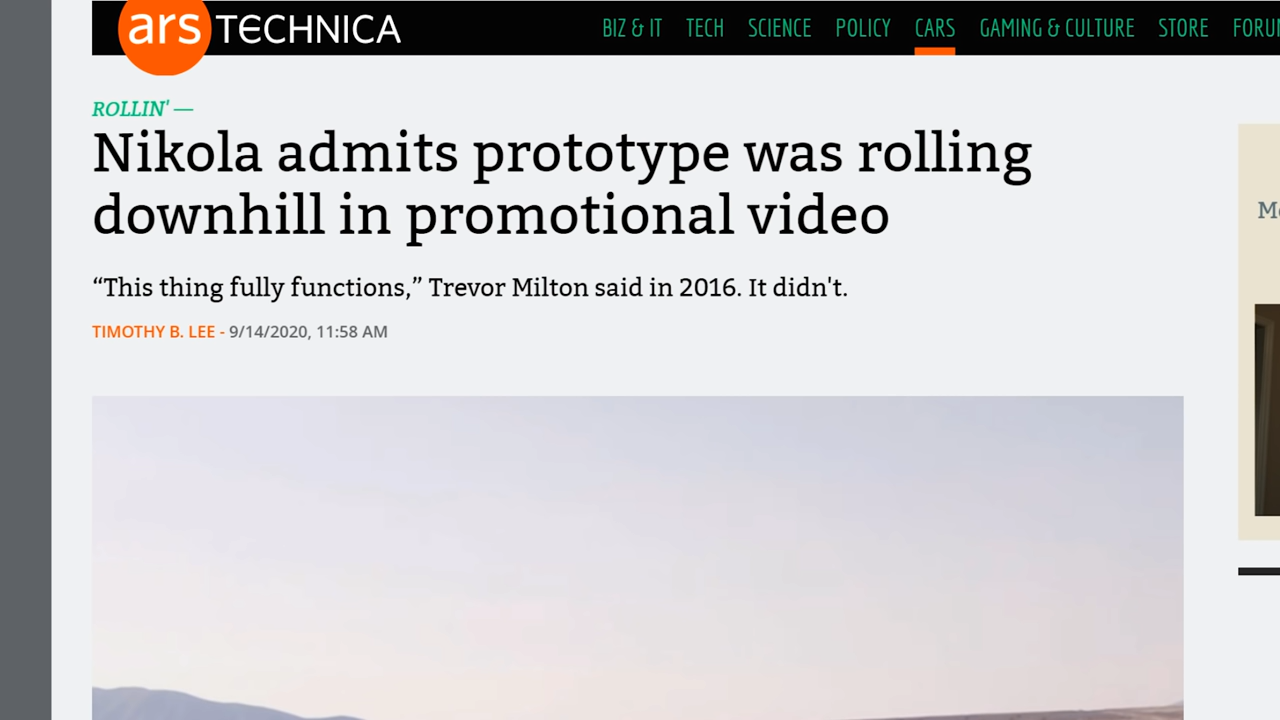 ars TECHNICA
BIZ & IT TECH SCIENCE POLICY CARS GAMING & CULTURE STORE
ROLLIN' —
Nikola admits prototype was rolling
downhill in promotional video
“This thing fully functions,” Trevor Milton said in 2016. It didn't.
TIMOTHY B. LEE - 9/14/2020, 11:58 AM